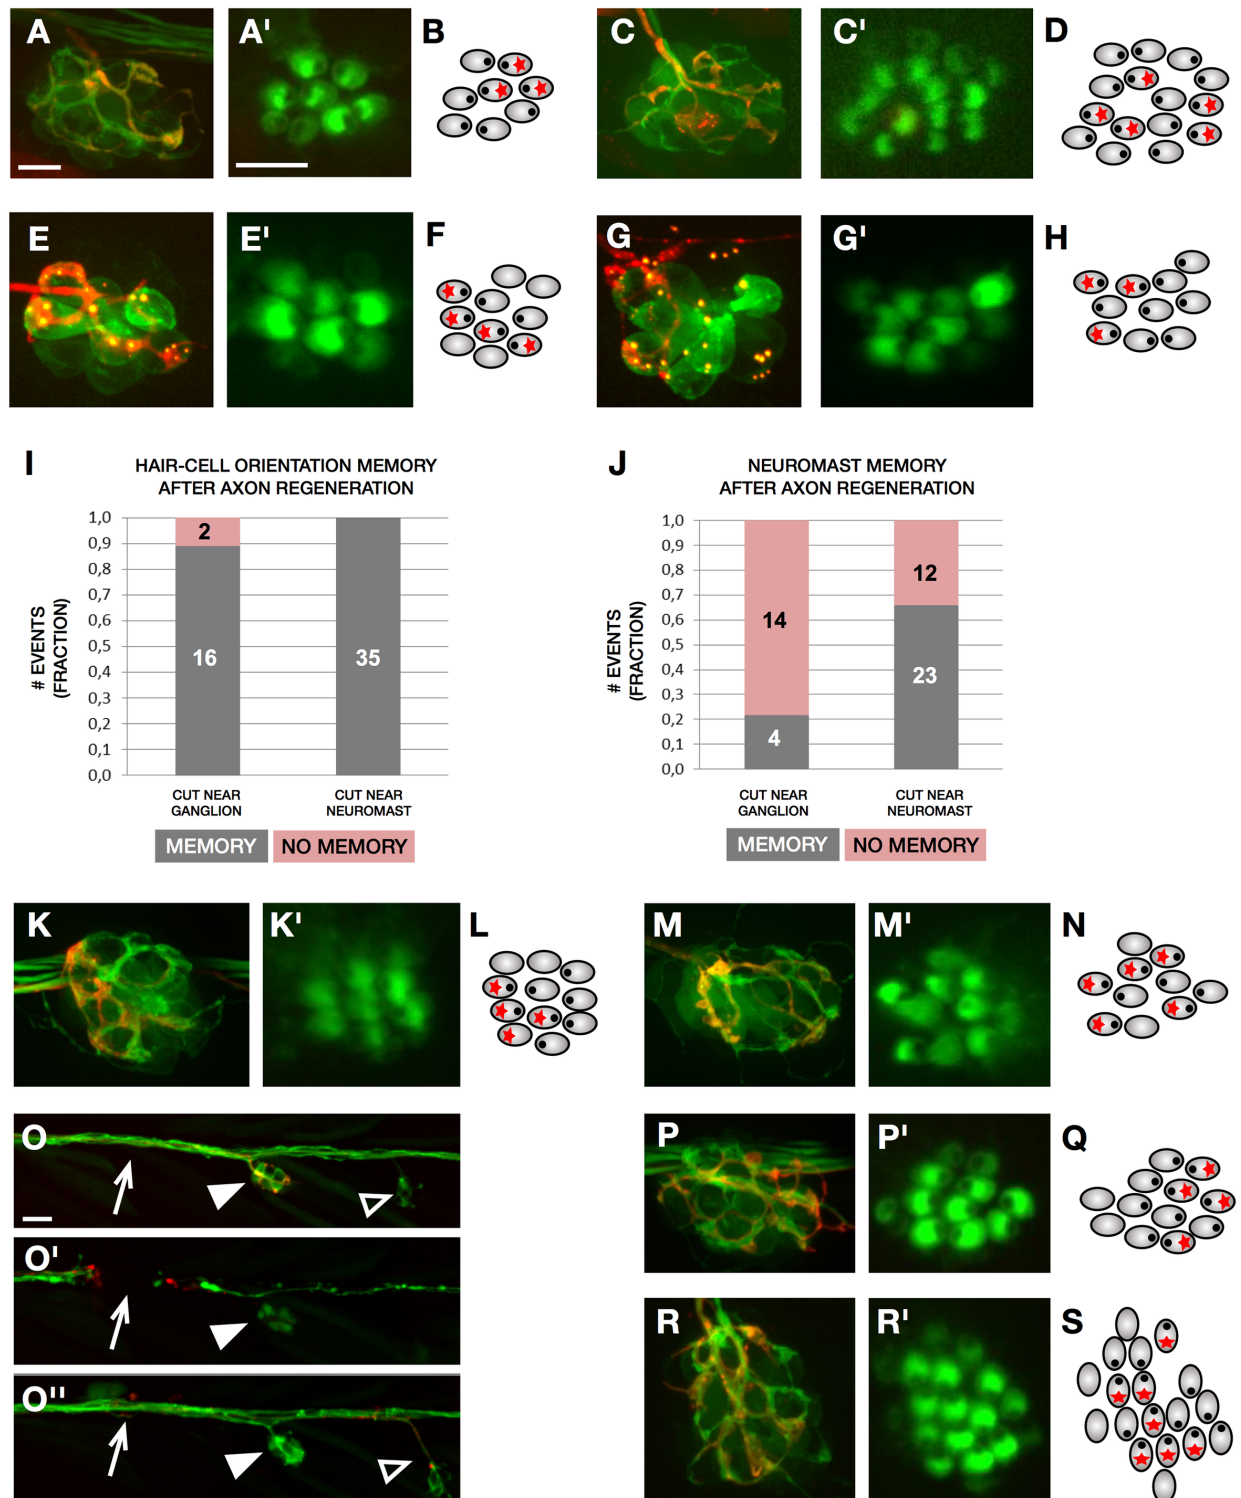 A A' B C C' D
E E' F G G' H
I
HAIR-CELL ORIENTATION MEMORY
AFTER AXON REGENERATION
# EVENTS
(FRACTION)
1,0
0,9
0,8
0,7
0,6
0,5
0,4
0,3
0,2
0,1
0,0
2
16
35
CUT NEAR
GANGLION
CUT NEAR
NEUROMAST
MEMORY NO MEMORY
J
NEUROMAST MEMORY
AFTER AXON REGENERATION
# EVENTS
(FRACTION)
1,0
0,9
0,8
0,7
0,6
0,5
0,4
0,3
0,2
0,1
0,0
14
4
12
23
CUT NEAR
GANGLION
CUT NEAR
NEUROMAST
MEMORY NO MEMORY
K K' L M M' N
O P P' Q
O'
O" R R' S